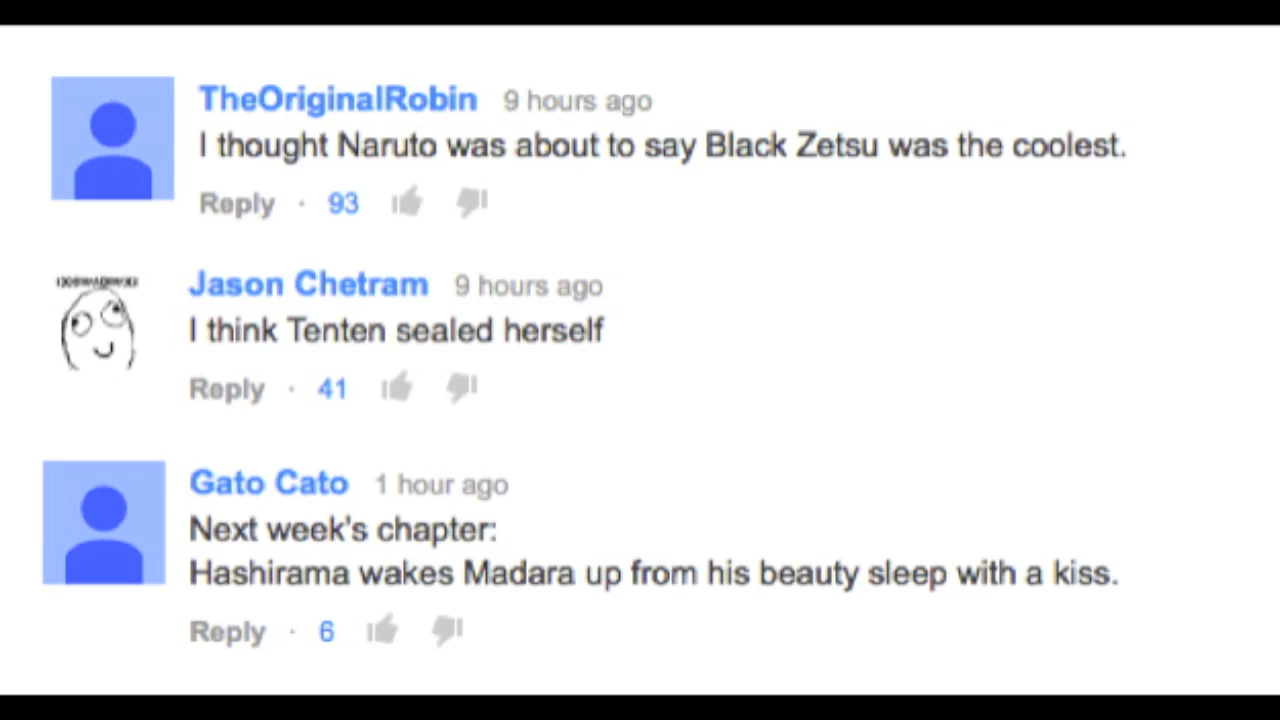 TheOriginalRobin 9 hours ago
I thought Naruto was about to say Black Zetsu was the coolest.
Reply · 93
Jason Chetram 9 hours ago
I think Tenten sealed herself
Reply · 41
Gato Cato 1 hour ago
Next week's chapter:
Hashirama wakes Madara up from his beauty sleep with a kiss.
Reply · 6